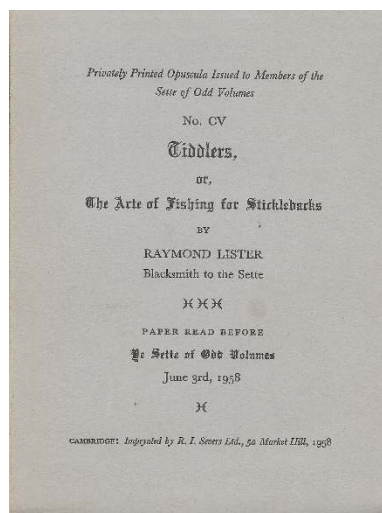 Privately Printed Opuscula Issued to Members of the
Sette of Odd Volumes
No. CV
Tiddlers,
or,
The Arte of Fishing for Sticklebacks
BY
RAYMOND LISTER
Blacksmith to the Sette
PAPER READ BEFORE
Ye Sette of Odd Volumes
June 3rd, 1958
CAMBRIDGE: Imprynted by R. I. Severs Ltd., 5a Market Hill, 1958